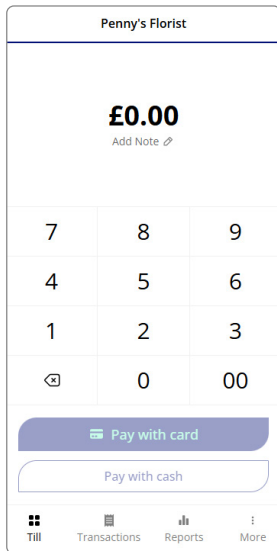 Penny's Florist
£0.00
Add Note
7 8 9
4 5 6
1 2 3
0 00
Pay with card
Pay with cash
Till Transactions Reports More